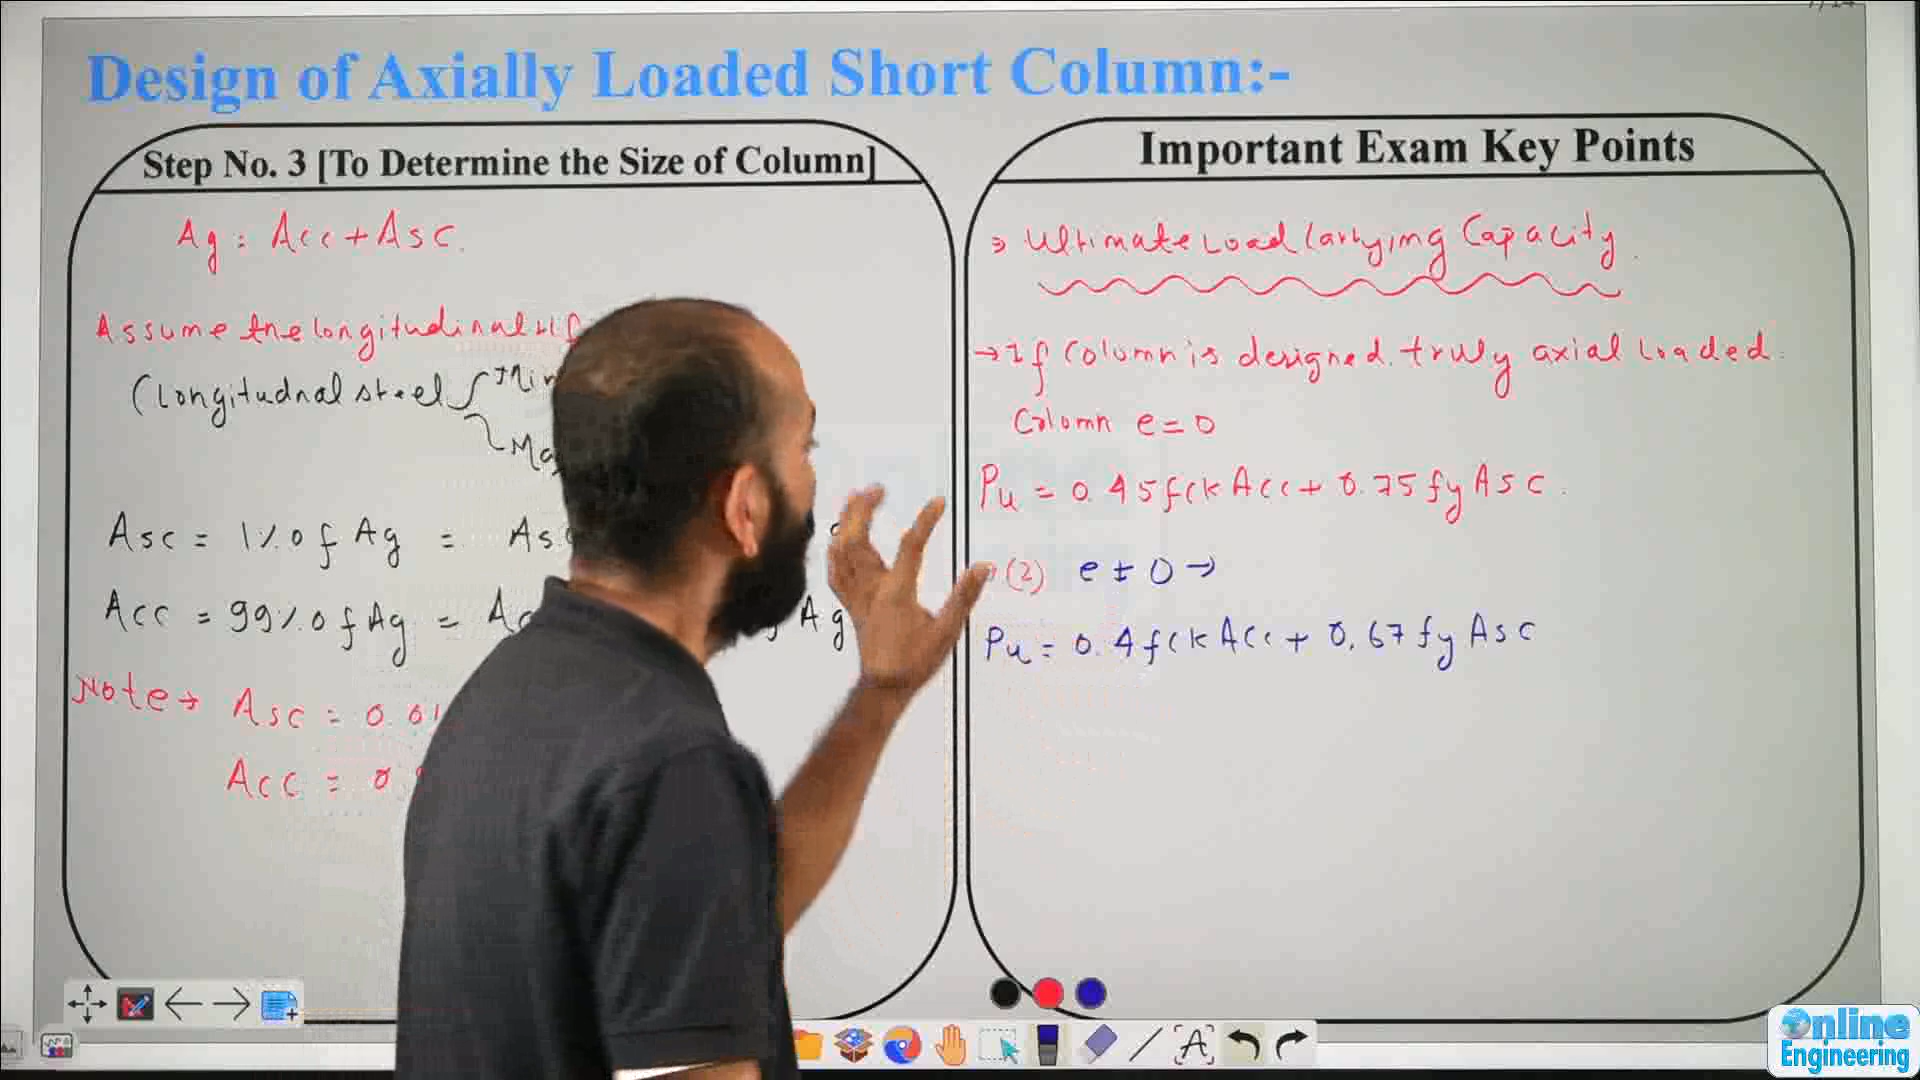 Design of Axially Loaded Short Column:-
Step No. 3 [To Determine the Size of Column]
Ag = Acc + Asc.
Assume the longitudinal
(Longitudnal steel
Asc = 1% of Ag =
Acc = 99% of Ag =
Ag
Note → Asc =
Acc =
Important Exam Key Points
⇒ Ultimate Load Carrying Capacity.
→ If Column is designed truly axial Loaded.
Column e = 0
Pu = 0.45 fck Acc + 0.75 fy Asc.
(2) e ≠ 0 →
Pu = 0.4 fck Acc + 0.67 fy Asc
Online
Engineering